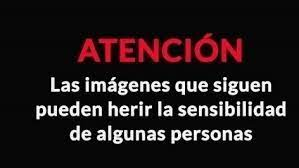 ATENCIÓN
Las imágenes que siguen
pueden herir la sensibilidad
de algunas personas